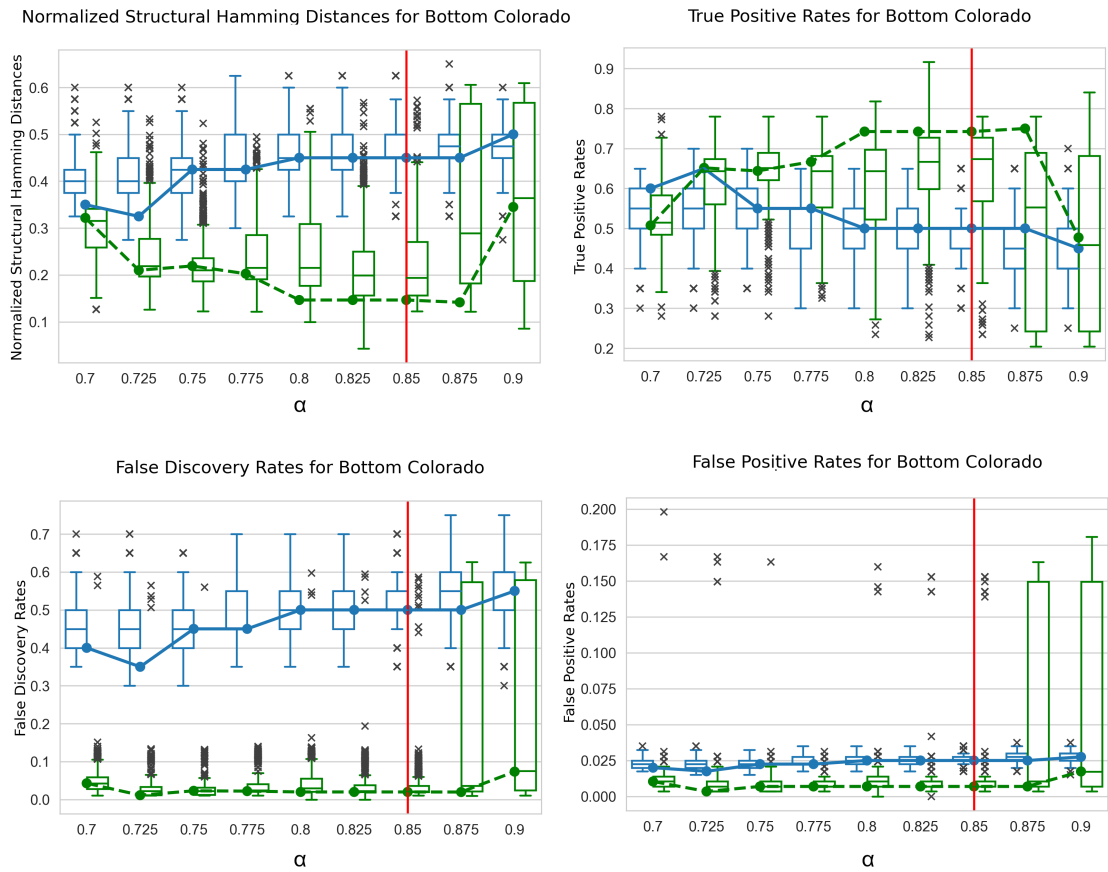 Normalized Structural Hamming Distances for Bottom Colorado
Normalized Structural Hamming Distances
0.6
0.5
0.4
0.3
0.2
0.1
0.7 0.725 0.75 0.775 0.8 0.825 0.85 0.875 0.9
α
True Positive Rates for Bottom Colorado
True Positive Rates
0.9
0.8
0.7
0.6
0.5
0.4
0.3
0.2
0.7 0.725 0.75 0.775 0.8 0.825 0.85 0.875 0.9
α
False Discovery Rates for Bottom Colorado
False Discovery Rates
0.7
0.6
0.5
0.4
0.3
0.2
0.1
0.0
0.7 0.725 0.75 0.775 0.8 0.825 0.85 0.875 0.9
α
False Positive Rates for Bottom Colorado
False Positive Rates
0.200
0.175
0.150
0.125
0.100
0.075
0.050
0.025
0.000
0.7 0.725 0.75 0.775 0.8 0.825 0.85 0.875 0.9
α